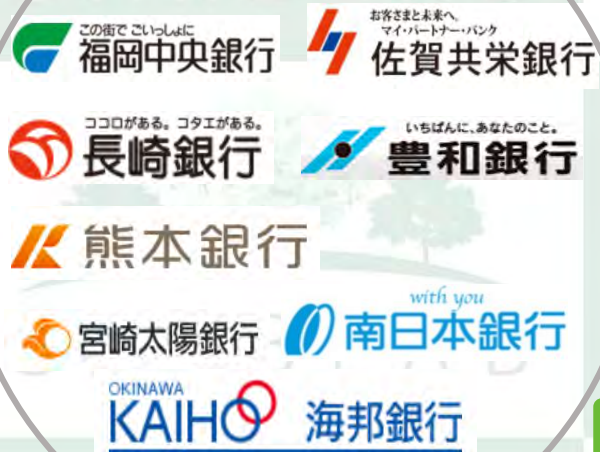 この街で ごいっしょに
福岡中央銀行
お客さまと未来へ。
マイ・パートナー・バンク
佐賀共栄銀行
ココロがある。コタエがある。
長崎銀行
いちばんに、あなたのこと。
豊和銀行
熊本銀行
宮崎太陽銀行
with you
南日本銀行
OKINAWA
KAIHO 海邦銀行